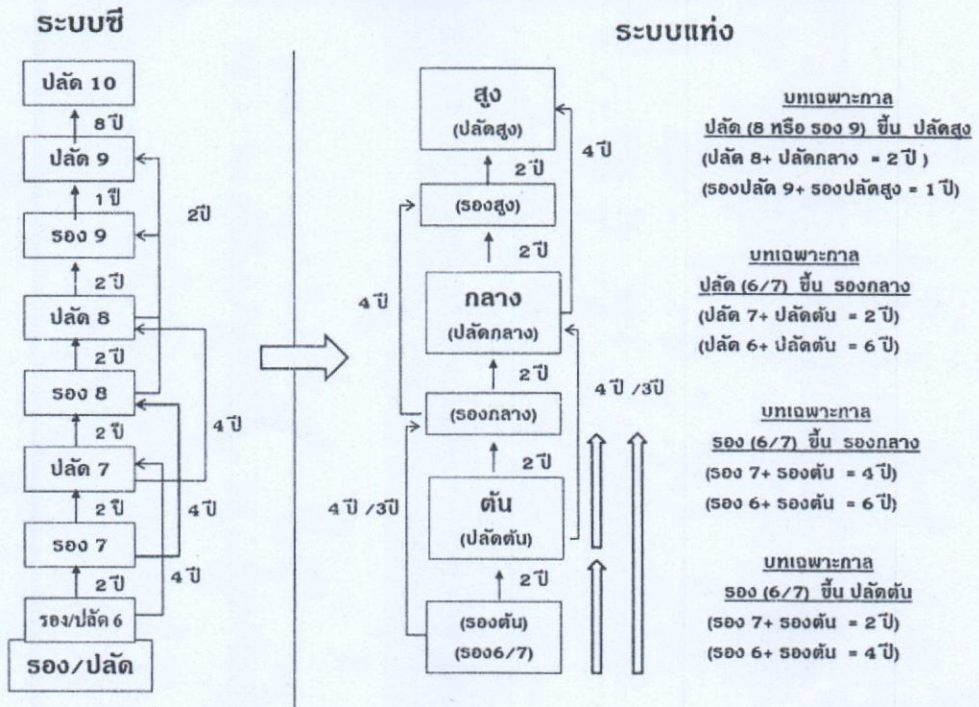 ระบบซี
ปลัด 10
8 ปี
ปลัด 9
1 ปี
2ปี
รอง 9
2 ปี
ปลัด 8
2 ปี
รอง 8
2 ปี
4 ปี
ปลัด 7
2 ปี
4 ปี
รอง 7
2 ปี
4 ปี
รอง/ปลัด 6
รอง/ปลัด
ระบบแท่ง
สูง
(ปลัดสูง)
4 ปี
2 ปี
(รองสูง)
2 ปี
4 ปี
กลาง
(ปลัดกลาง)
2 ปี
4 ปี /3ปี
(รองกลาง)
2 ปี
4 ปี /3ปี
ต้น
(ปลัดต้น)
2 ปี
(รองต้น)
(รอง6/7)
บทเฉพาะกาล
ปลัด (8 หรือ รอง 9) ขึ้น ปลัดสูง
(ปลัด 8+ ปลัดกลาง = 2 ปี )
(รองปลัด 9+ รองปลัดสูง = 1 ปี)
บทเฉพาะกาล
ปลัด (6/7) ขึ้น รองกลาง
(ปลัด 7+ ปลัดต้น = 2 ปี)
(ปลัด 6+ ปลัดต้น = 6 ปี)
บทเฉพาะกาล
รอง (6/7) ขึ้น รองกลาง
(รอง 7+ รองต้น = 4 ปี)
(รอง 6+ รองต้น = 6 ปี)
บทเฉพาะกาล
รอง (6/7) ขึ้น ปลัดต้น
(รอง 7+ รองต้น = 2 ปี)
(รอง 6+ รองต้น = 4 ปี)